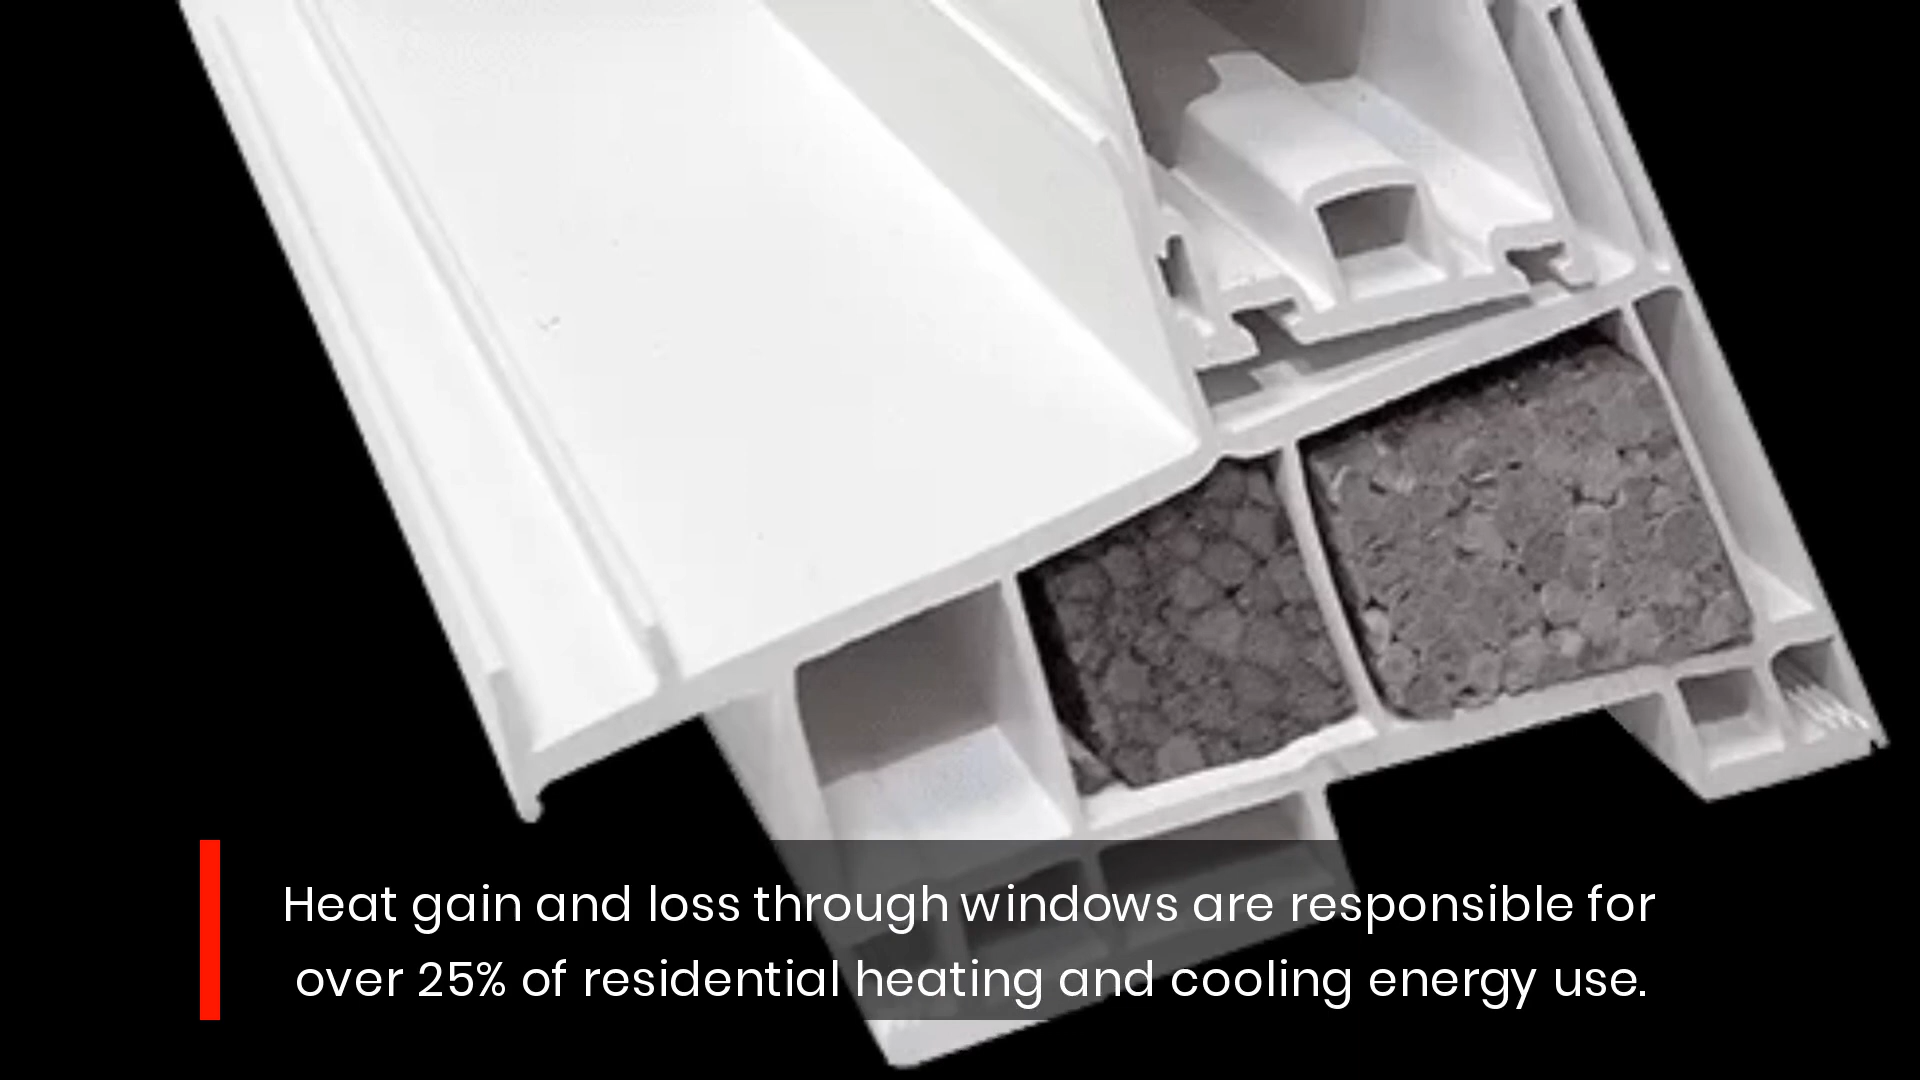 Heat gain and loss through windows are responsible for
over 25% of residential heating and cooling energy use.